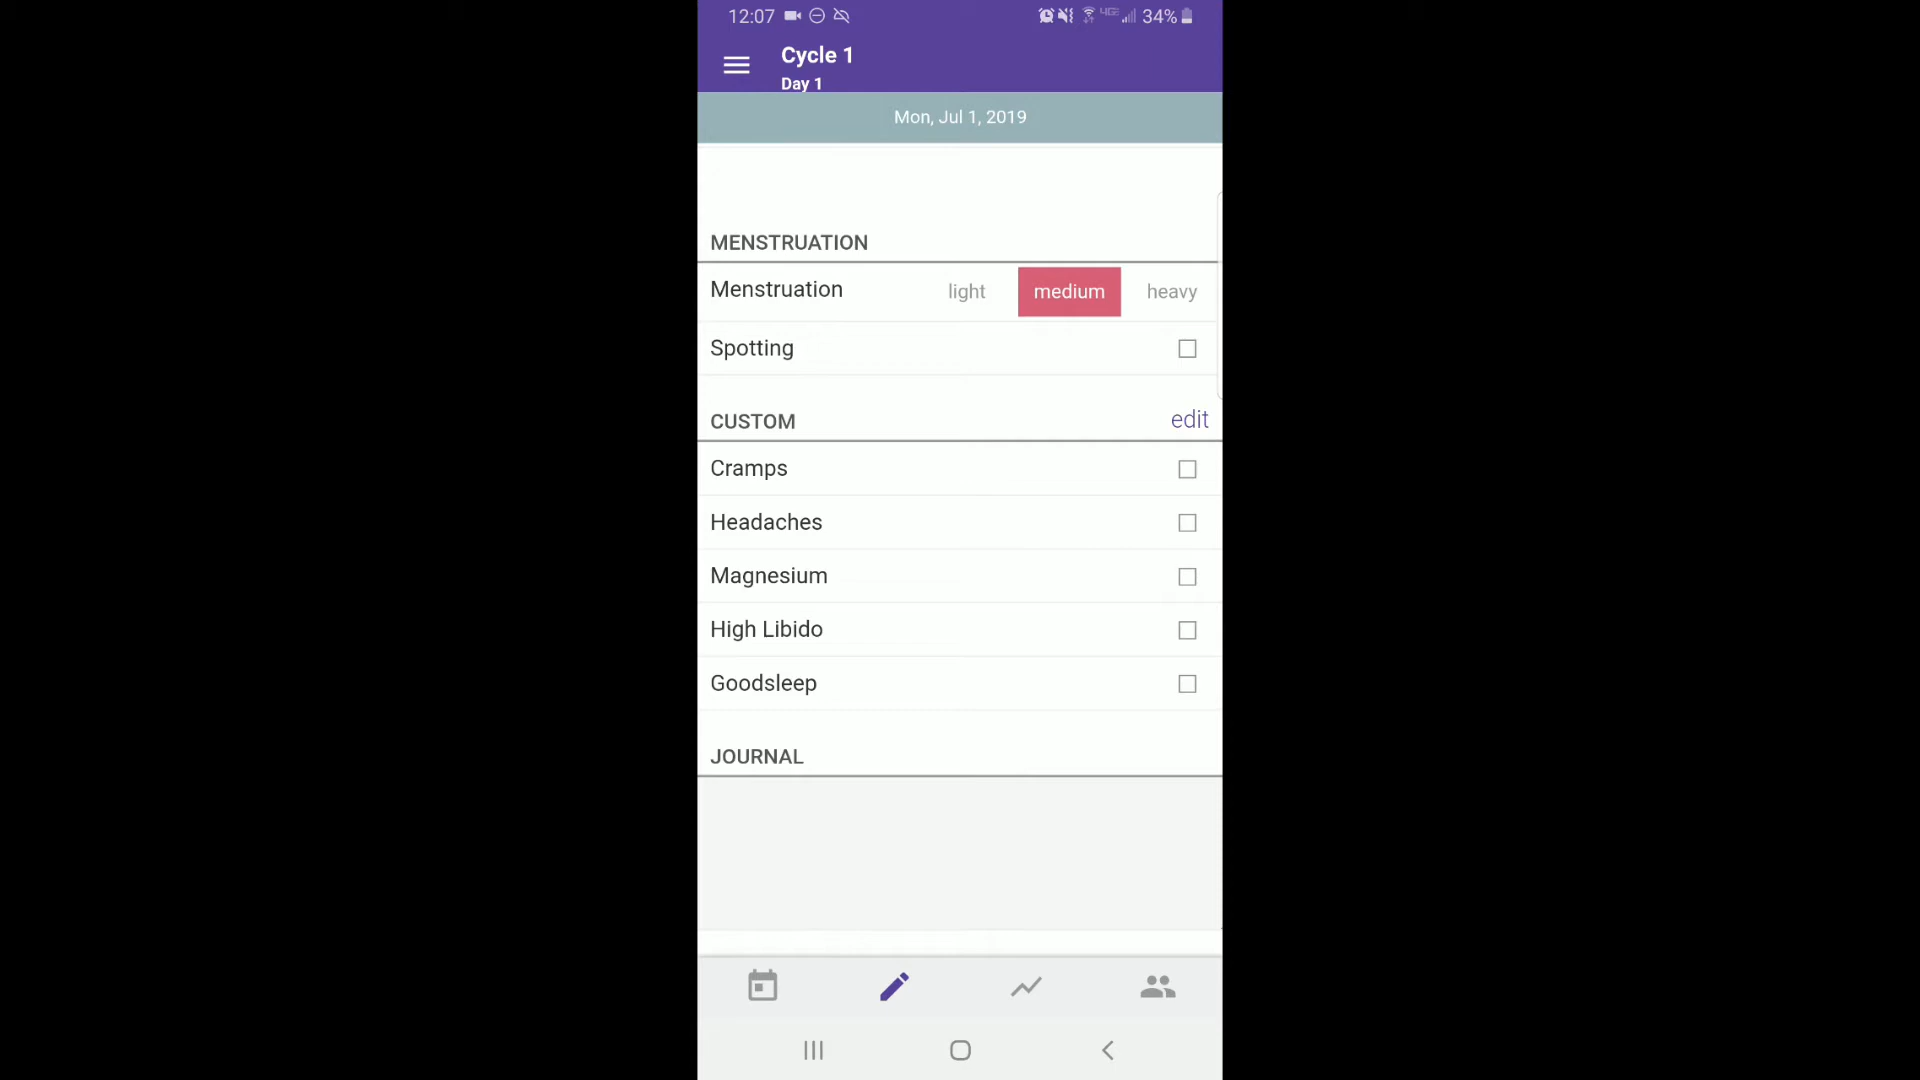 12:07 34%
Cycle 1
Day 1
Mon, Jul 1, 2019
MENSTRUATION
Menstruation light medium heavy
Spotting
CUSTOM edit
Cramps
Headaches
Magnesium
High Libido
Goodsleep
JOURNAL